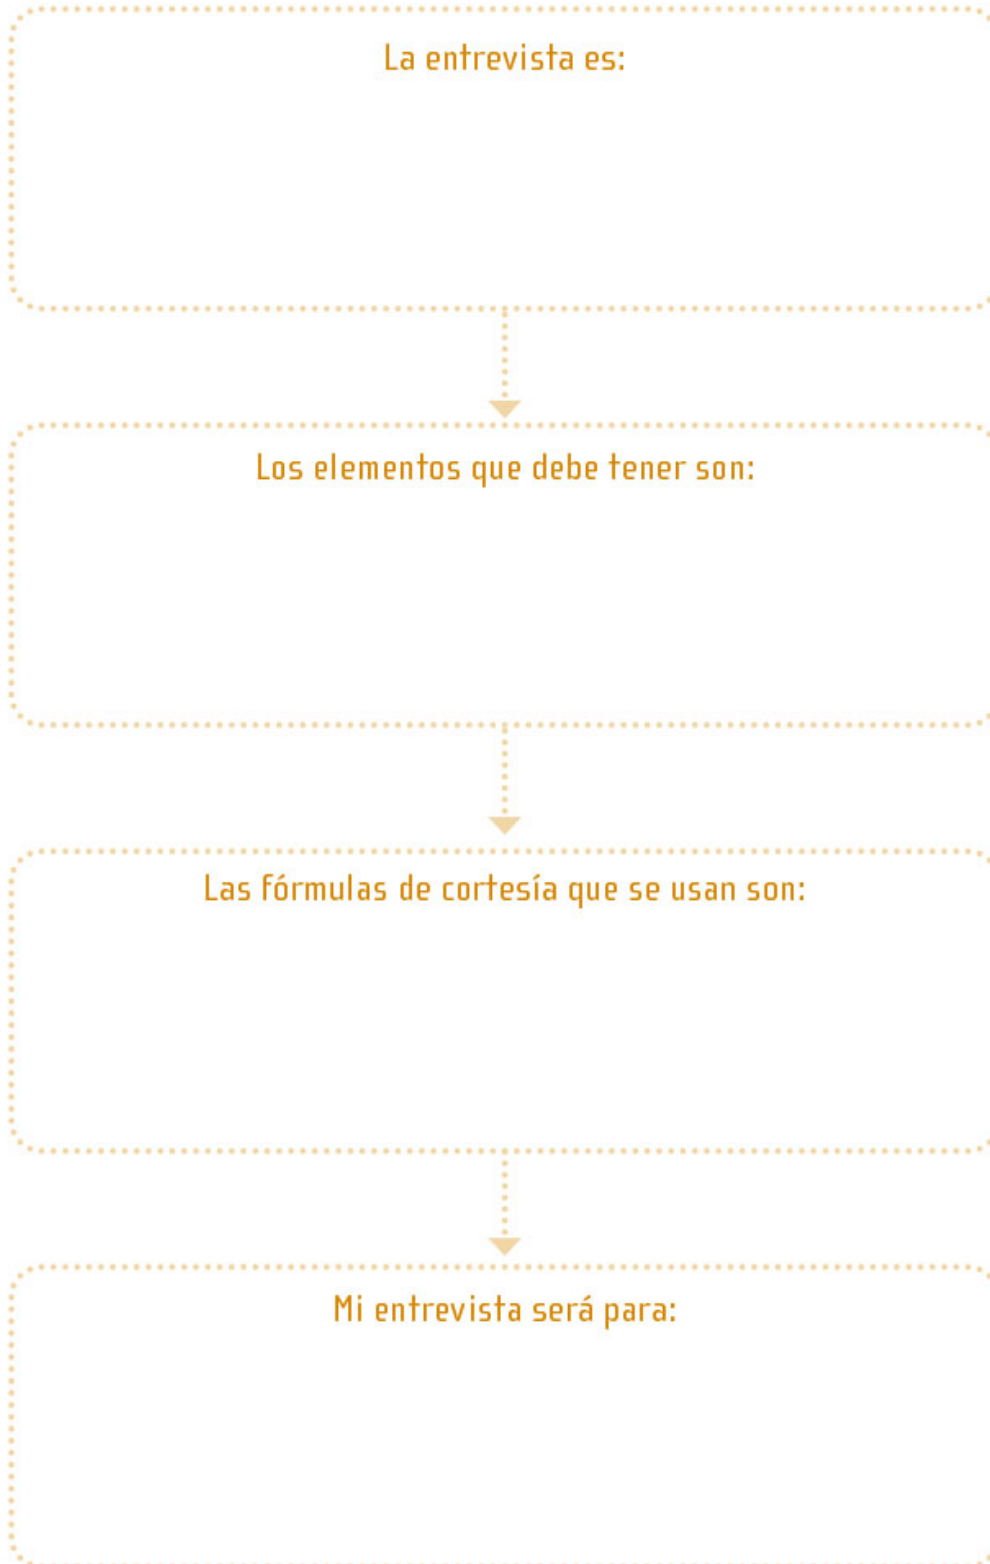 La entrevista es:
Los elementos que debe tener son:
Las fórmulas de cortesía que se usan son:
Mi entrevista será para: